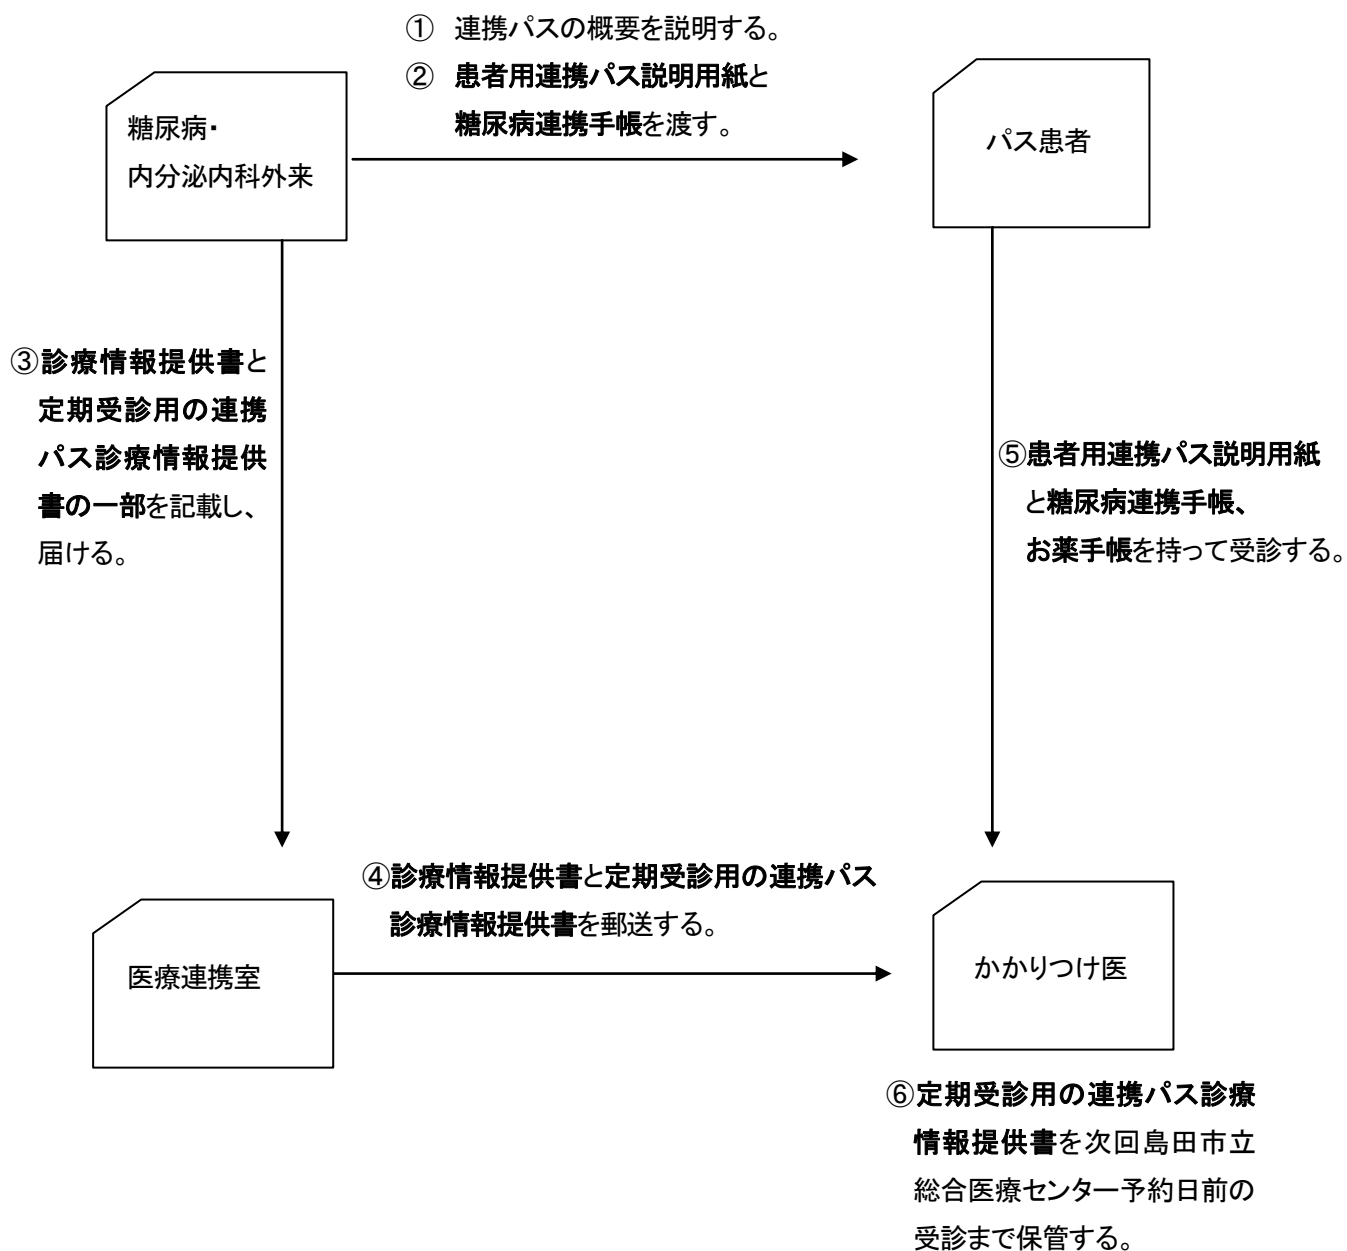 ① 連携パスの概要を説明する。
② 患者用連携パス説明用紙と
糖尿病連携手帳を渡す。
糖尿病・
内分泌内科外来
パス患者
③診療情報提供書と
定期受診用の連携
パス診療情報提供
書の一部を記載し、
届ける。
⑤患者用連携パス説明用紙
と糖尿病連携手帳、
お薬手帳を持って受診する。
④診療情報提供書と定期受診用の連携パス
診療情報提供書を郵送する。
医療連携室
かかりつけ医
⑥定期受診用の連携パス診療
情報提供書を次回島田市立
総合医療センター予約日前の
受診まで保管する。